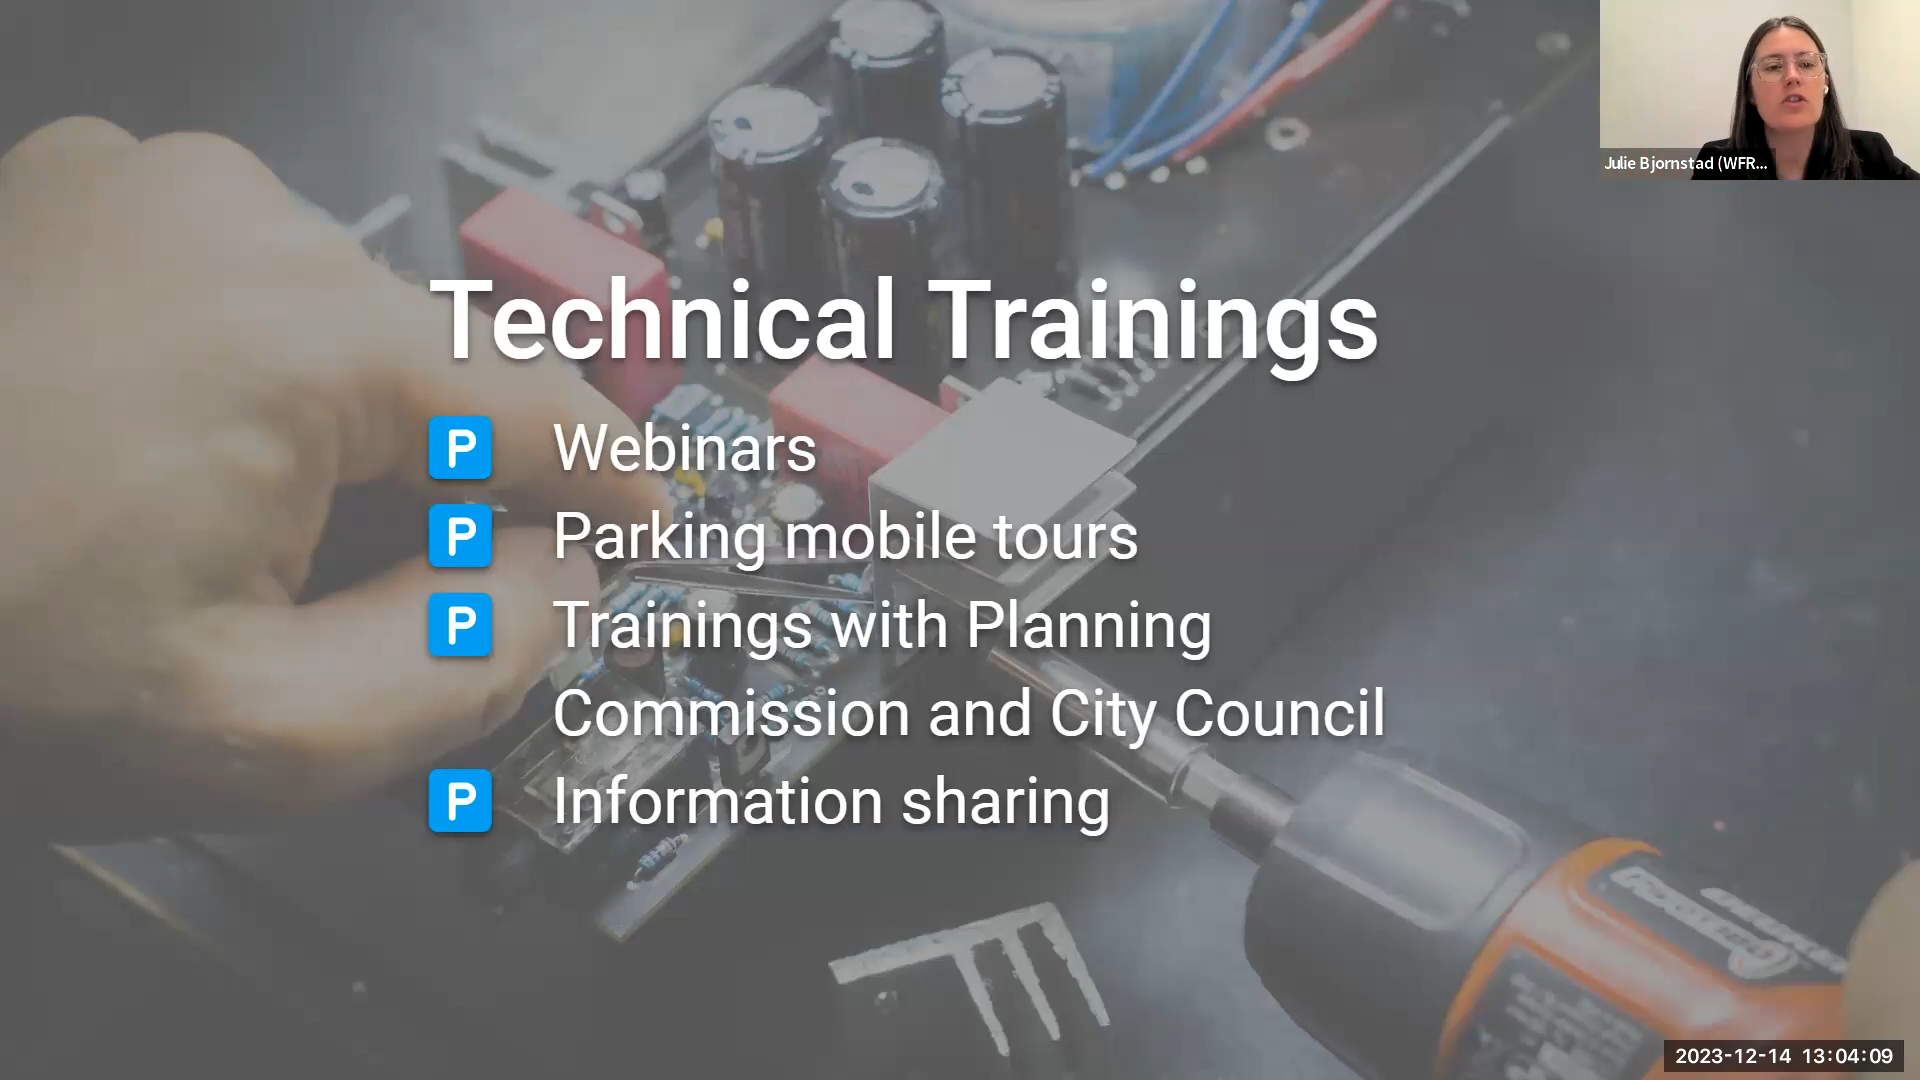 Julie Bjornstad (WFR...
Technical Trainings
P Webinars
P Parking mobile tours
P Trainings with Planning
Commission and City Council
P Information sharing
2023-12-14 13:04:09